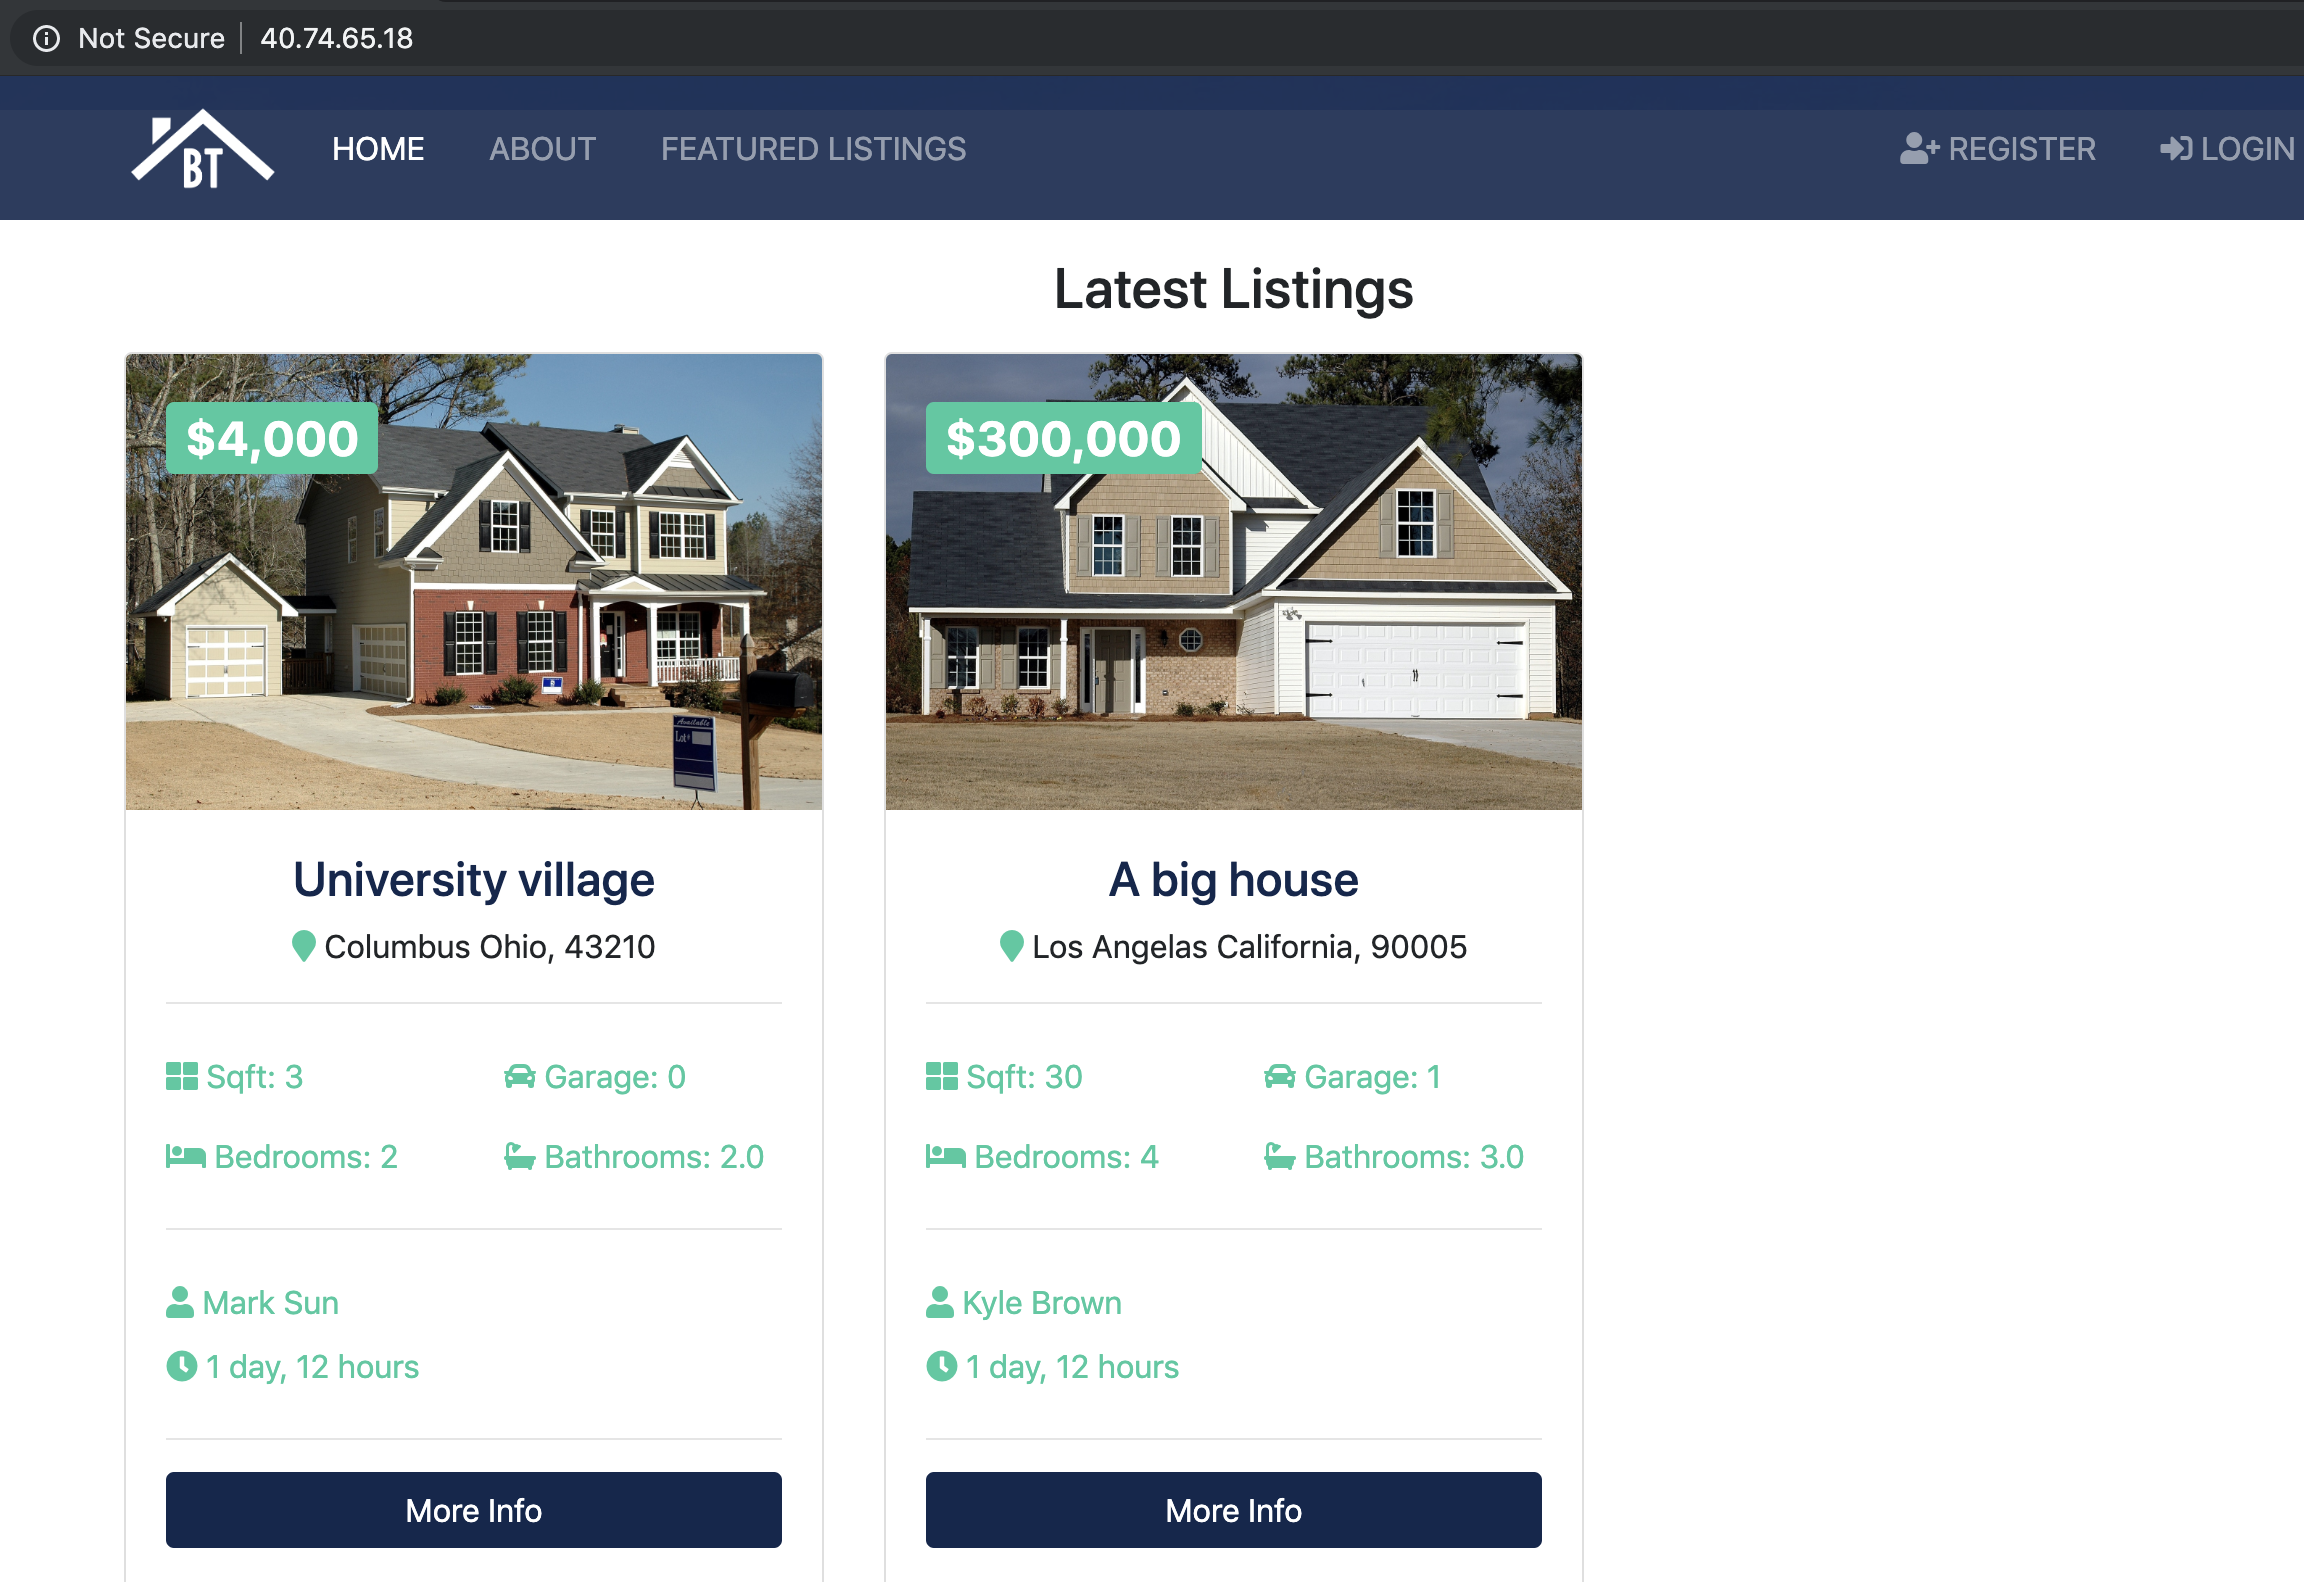 Not Secure | 40.74.65.18
BT HOME ABOUT FEATURED LISTINGS REGISTER LOGIN
Latest Listings
$4,000
Available
Lot#
University village
Columbus Ohio, 43210
Sqft: 3 Garage: 0
Bedrooms: 2 Bathrooms: 2.0
Mark Sun
1 day, 12 hours
More Info
$300,000
A big house
Los Angelas California, 90005
Sqft: 30 Garage: 1
Bedrooms: 4 Bathrooms: 3.0
Kyle Brown
1 day, 12 hours
More Info